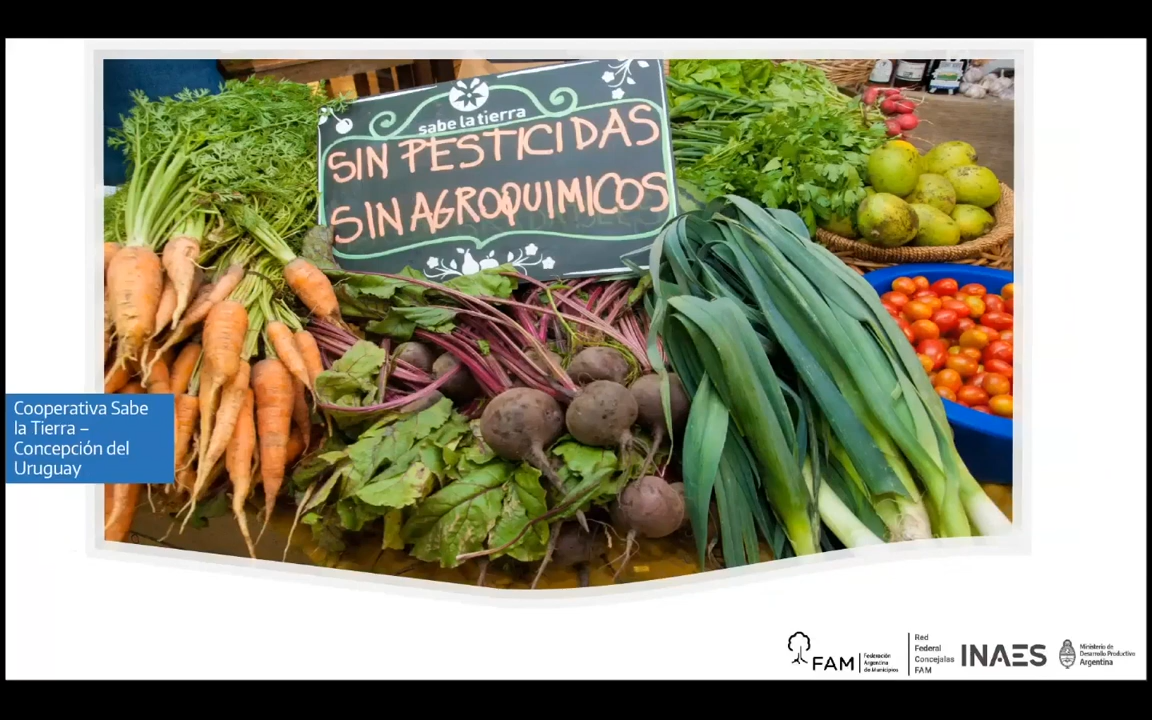 sabe la tierra
SIN PESTICIDAS
SIN AGROQUIMICOS
Cooperativa Sabe
la Tierra –
Concepción del
Uruguay
FAM
Federación
Argentina
de Municipios
Red
Federal
Concejalas
FAM
INAES
Ministerio de
Desarrollo Productivo
Argentina